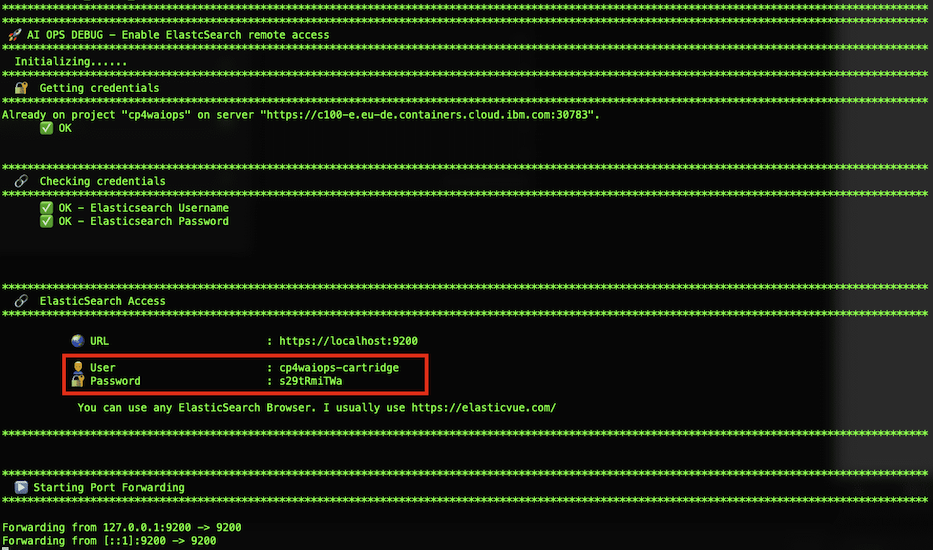 ************************************************************************************************************************************************
************************************************************************************************************************************************
🚀 AI OPS DEBUG - Enable ElastcSearch remote access
************************************************************************************************************************************************
Initializing......
************************************************************************************************************************************************
🔐 Getting credentials
************************************************************************************************************************************************
Already on project "cp4waiops" on server "https://c100-e.eu-de.containers.cloud.ibm.com:30783".
✅ OK
************************************************************************************************************************************************
🔗 Checking credentials
************************************************************************************************************************************************
✅ OK - Elasticsearch Username
✅ OK - Elasticsearch Password
************************************************************************************************************************************************
🔗 ElasticSearch Access
************************************************************************************************************************************************
🌏 URL : https://localhost:9200
🧑 User : cp4waiops-cartridge
🔐 Password : s29tRmiTWa
You can use any ElasticSearch Browser. I usually use https://elasticvue.com/
************************************************************************************************************************************************
************************************************************************************************************************************************
▶️ Starting Port Forwarding
************************************************************************************************************************************************
Forwarding from 127.0.0.1:9200 -> 9200
Forwarding from [::1]:9200 -> 9200